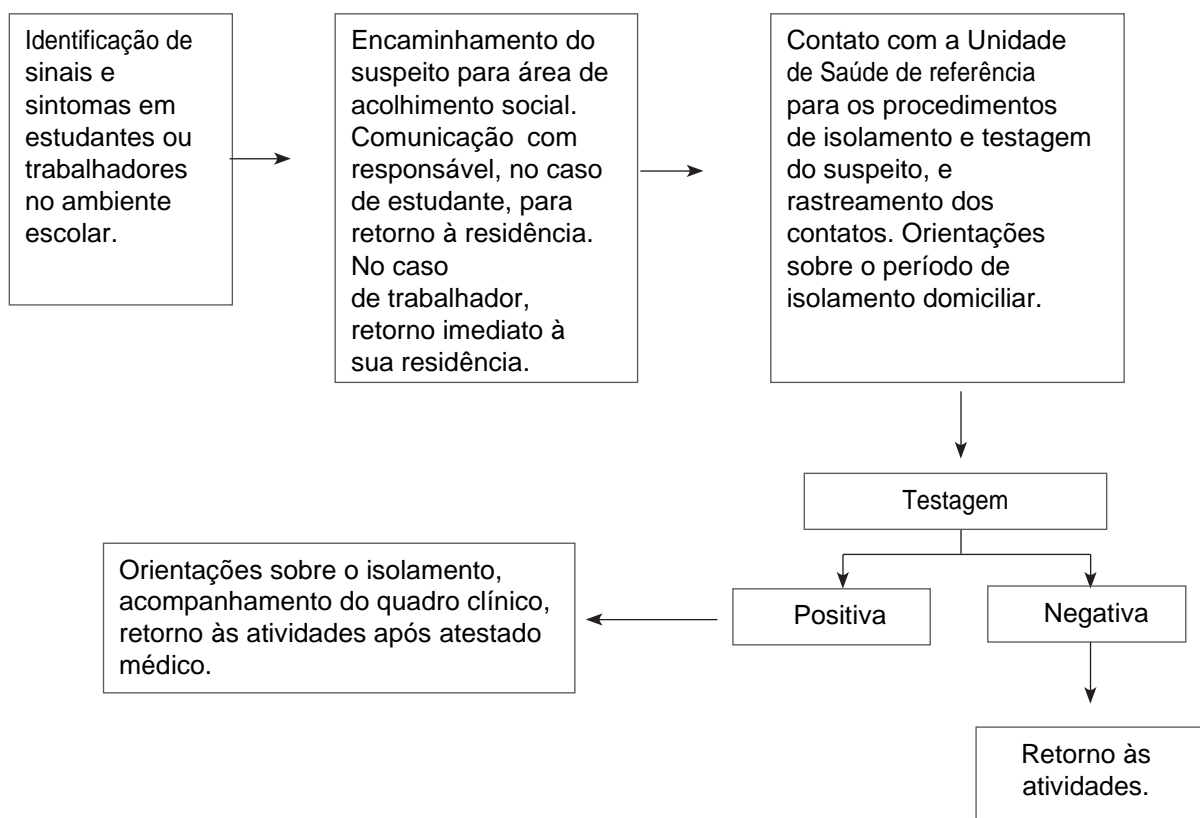 Identificação de
sinais e
sintomas em
estudantes ou
trabalhadores
no ambiente
escolar.
Encaminhamento do
suspeito para área de
acolhimento social.
Comunicação com
responsável, no caso
de estudante, para
retorno à residência.
No caso
de trabalhador,
retorno imediato à
sua residência.
Contato com a Unidade
de Saúde de referência
para os procedimentos
de isolamento e testagem
do suspeito, e
rastreamento dos
contatos. Orientações
sobre o período de
isolamento domiciliar.
Testagem
Positiva
Negativa
Orientações sobre o isolamento,
acompanhamento do quadro clínico,
retorno às atividades após atestado
médico.
Retorno às
atividades.